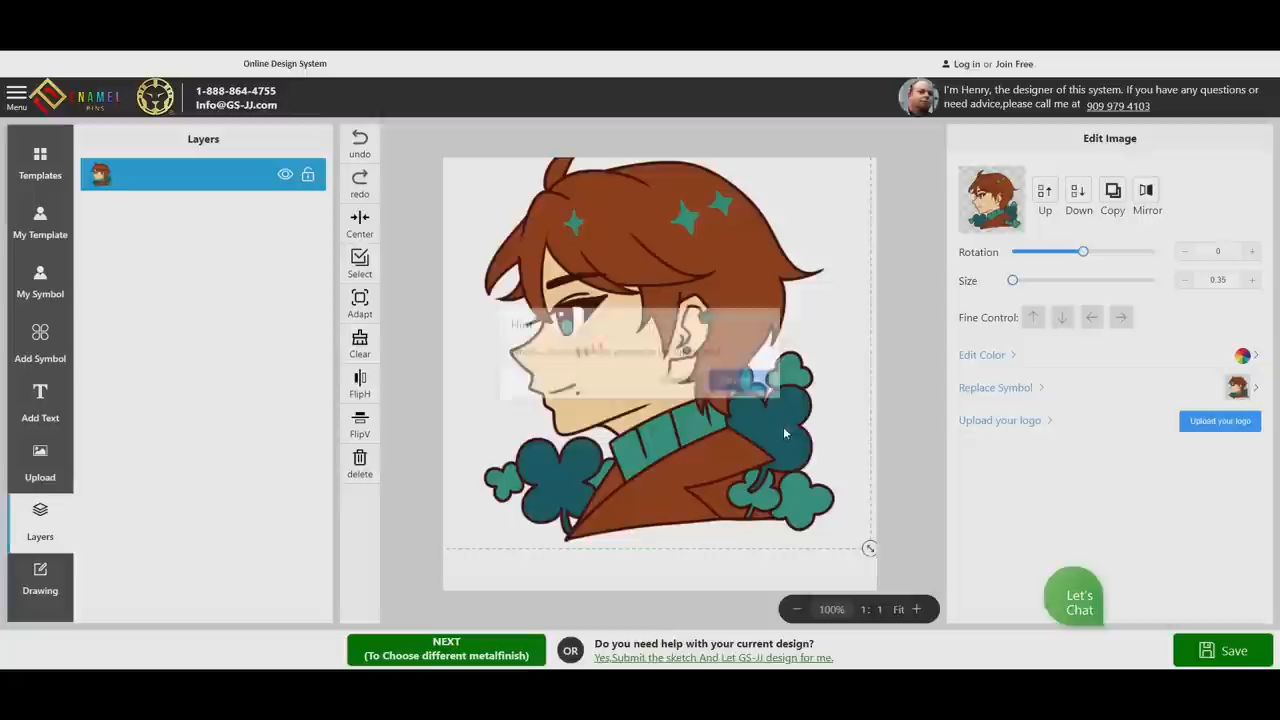 Online Design System
Log in or Join Free
Menu
ENAMEL
PINS
1-888-864-4755
Info@GS-JJ.com
I'm Henry, the designer of this system. If you have any questions or
need advice,please call me at 909 979 4103
Templates
My Template
My Symbol
Add Symbol
Add Text
Upload
Layers
Drawing
Layers
undo
redo
Center
Select
Adapt
Clear
FlipH
FlipV
delete
Edit Image
Up
Down
Copy
Mirror
Rotation
0
Size
0.35
Fine Control:
Edit Color
Replace Symbol
Upload your logo
Upload your logo
Let's
Chat
100%
1: 1
Fit
NEXT
(To Choose different metalfinish)
OR
Do you need help with your current design?
Yes,Submit the sketch And Let GS-JJ design for me.
Save